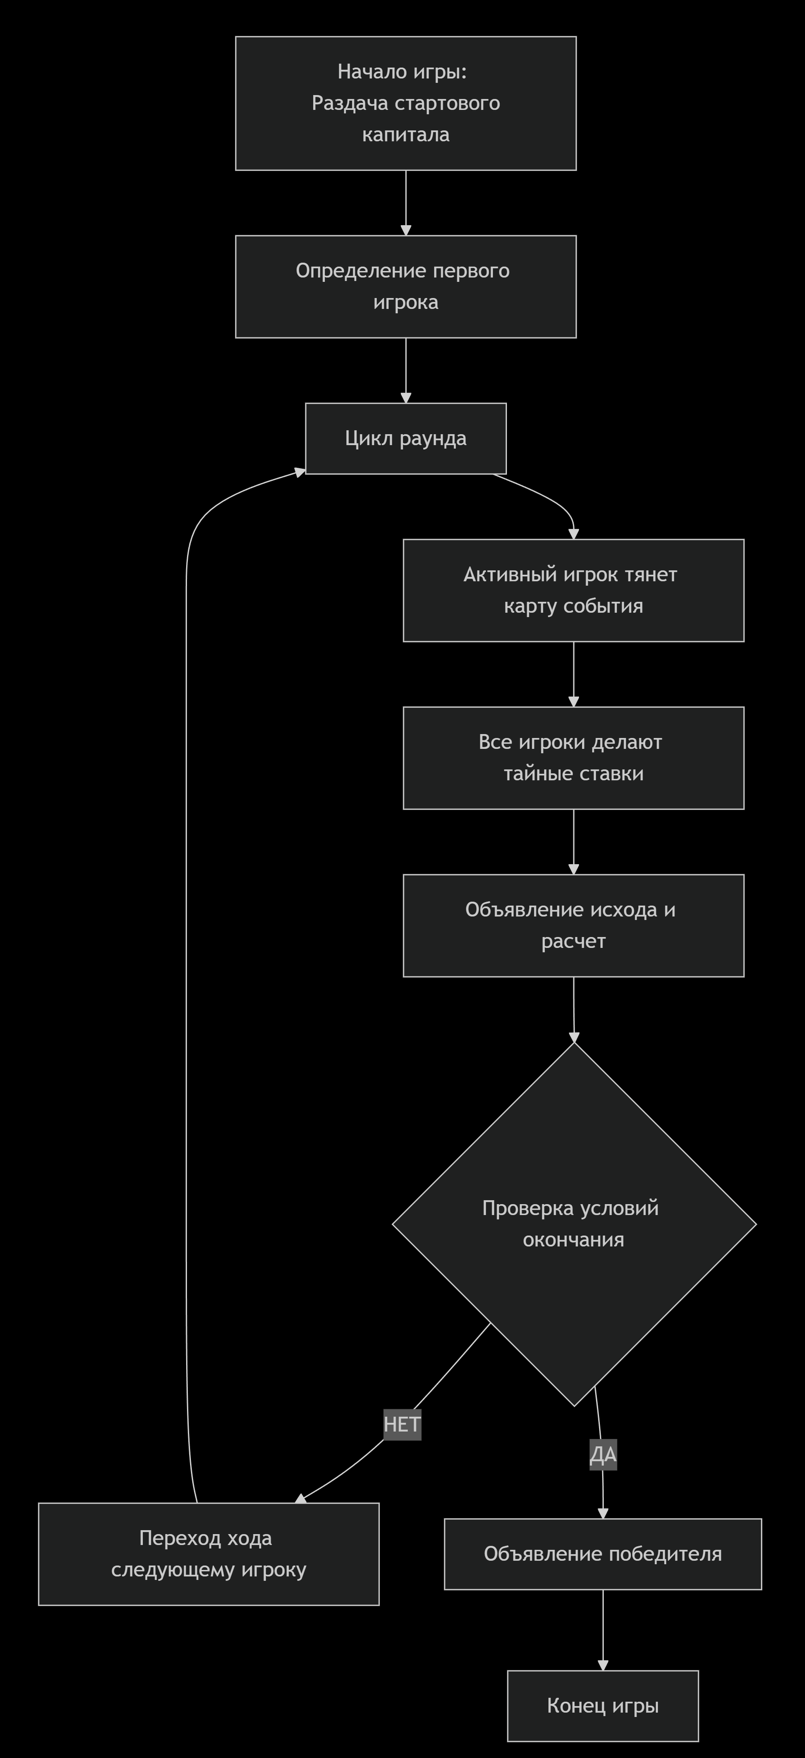 Начало игры:
Раздача стартового
капитала
Определение первого
игрока
Цикл раунда
Активный игрок тянет
карту события
Все игроки делают
тайные ставки
Объявление исхода и
расчет
Проверка условий
окончания
НЕТ
ДА
Переход хода
следующему игроку
Объявление победителя
Конец игры